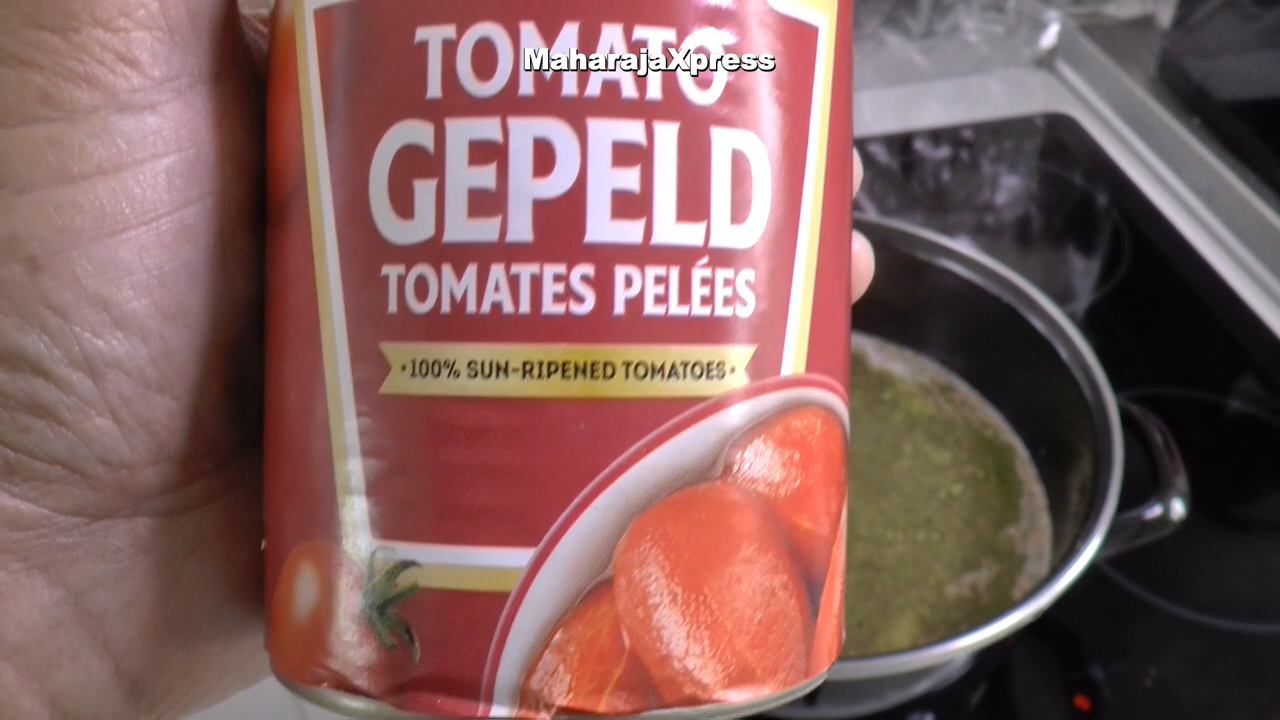 MaharajaXpress
TOMATO
GEPELD
TOMATES PELÉES
·100% SUN-RIPENED TOMATOES·